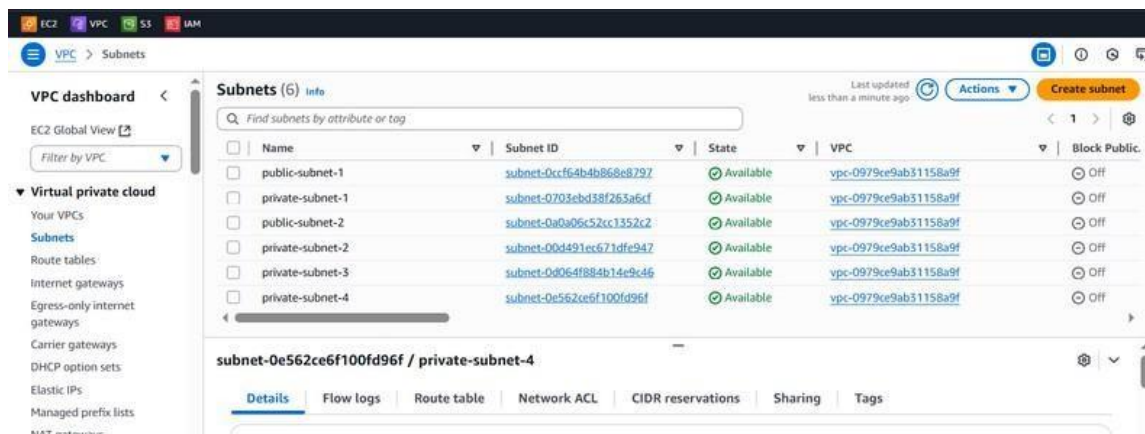 EC2 VPC S3 IAM
VPC > Subnets
VPC dashboard <
EC2 Global View
Filter by VPC
Virtual private cloud
Your VPCs
Subnets
Route tables
Internet gateways
Egress-only internet
gateways
Carrier gateways
DHCP option sets
Elastic IPs
Managed prefix lists
NAT gateways
Subnets (6) Info
Last updated
less than a minute ago
Actions
Create subnet
Find subnets by attribute or tag
< 1 >
Name Subnet ID State VPC Block Public.
public-subnet-1 subnet-0ccf64b4b868e8797 Available vpc-0979ce9ab31158a9f Off
private-subnet-1 subnet-0703ebd38f263a6cf Available vpc-0979ce9ab31158a9f Off
public-subnet-2 subnet-0a0a06c52cc1352c2 Available vpc-0979ce9ab31158a9f Off
private-subnet-2 subnet-00d491ec671dfe947 Available vpc-0979ce9ab31158a9f Off
private-subnet-3 subnet-0d064f884b14e9c46 Available vpc-0979ce9ab31158a9f Off
private-subnet-4 subnet-0e562ce6f100fd96f Available vpc-0979ce9ab31158a9f Off
subnet-0e562ce6f100fd96f / private-subnet-4
Details Flow logs Route table Network ACL CIDR reservations Sharing Tags